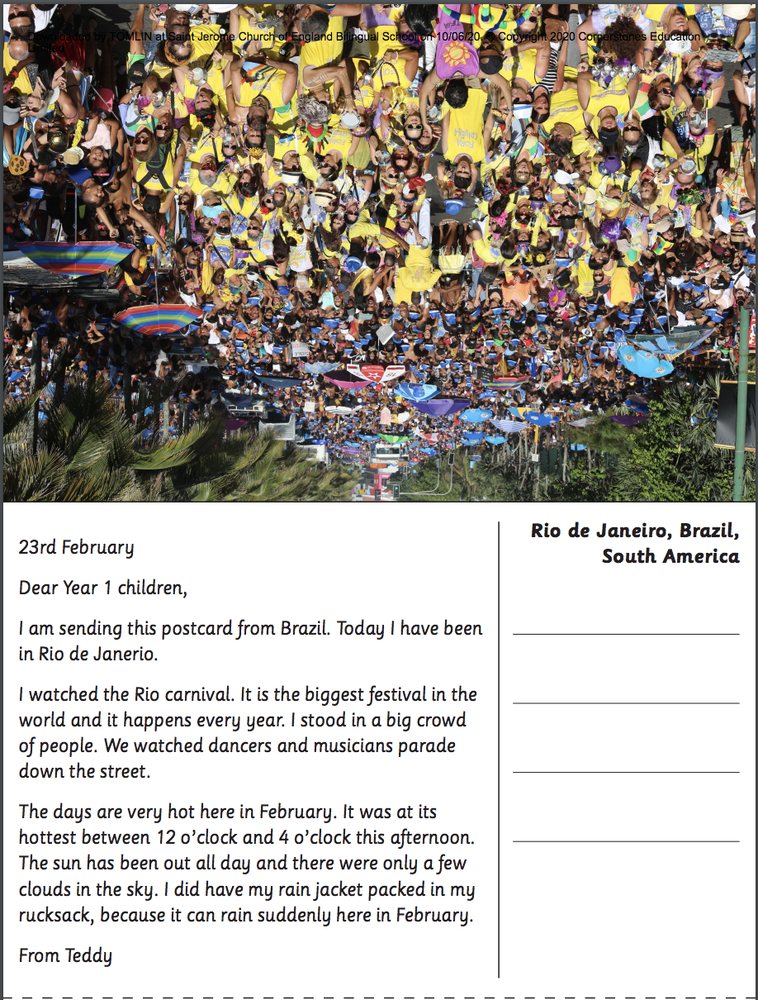 Downloaded by TOMLIN at Saint Jerome Church of England Bilingual School on 10/06/20. © Copyright 2020 Cornerstones Education
Limited
23rd February
Dear Year 1 children,
I am sending this postcard from Brazil. Today I have been
in Rio de Janerio.
I watched the Rio carnival. It is the biggest festival in the
world and it happens every year. I stood in a big crowd
of people. We watched dancers and musicians parade
down the street.
The days are very hot here in February. It was at its
hottest between 12 o’clock and 4 o’clock this afternoon.
The sun has been out all day and there were only a few
clouds in the sky. I did have my rain jacket packed in my
rucksack, because it can rain suddenly here in February.
From Teddy
Rio de Janeiro, Brazil,
South America